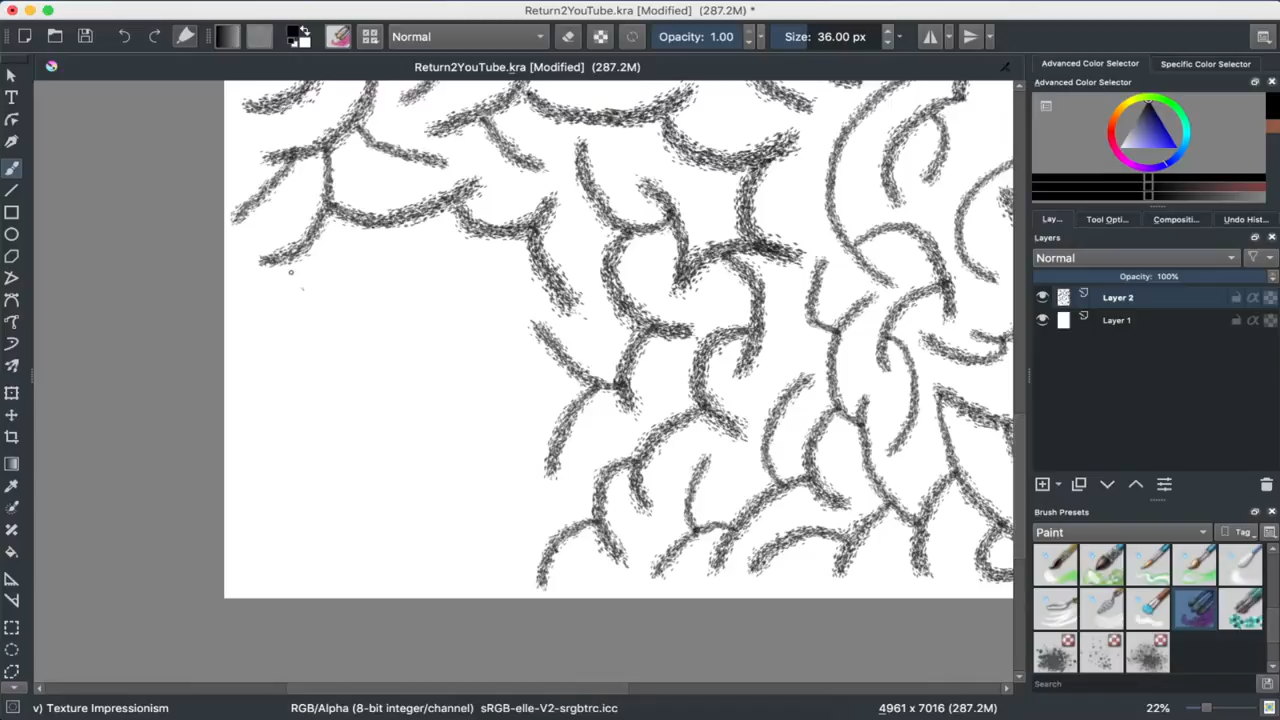 Return2YouTube.kra [Modified] (287.2M) *
Normal
Opacity: 1.00
Size: 36.00 px
Return2YouTube.kra [Modified] (287.2M)
Advanced Color Selector
Specific Color Selector
Advanced Color Selector
Lay...
Tool Opti...
Compositi...
Undo Hist...
Layers
Normal
Opacity: 100%
Layer 2
Layer 1
Brush Presets
Paint
Tag
Search
v) Texture Impressionism
RGB/Alpha (8-bit integer/channel) sRGB-elle-V2-srgbtrc.icc
4961 x 7016 (287.2M)
22%